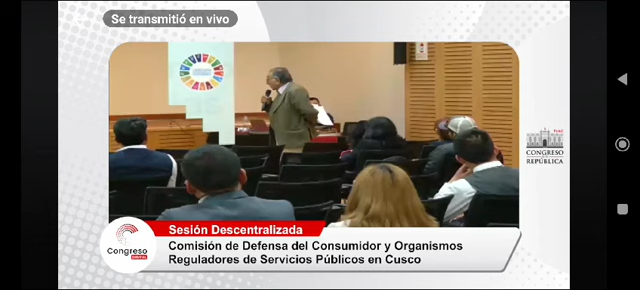 Se transmitió en vivo
CONGRESO
REPÚBLICA
Sesión Descentralizada
Comisión de Defensa del Consumidor y Organismos
Reguladores de Servicios Públicos en Cusco
Congreso